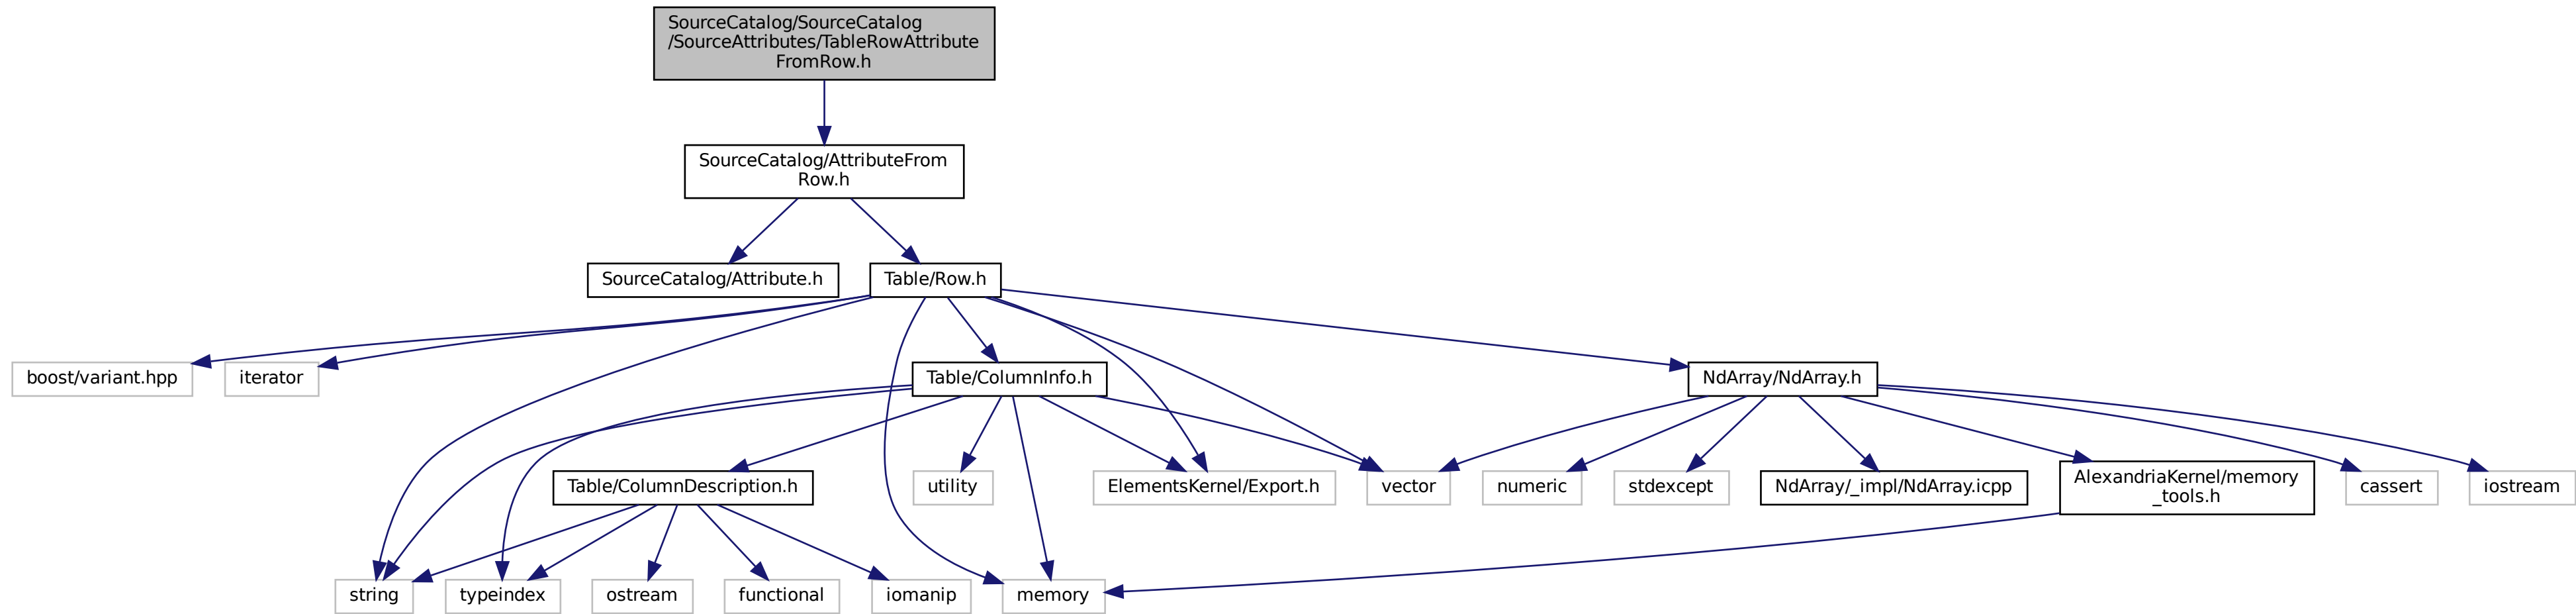 SourceCatalog/SourceCatalog
/SourceAttributes/TableRowAttribute
FromRow.h
SourceCatalog/AttributeFrom
Row.h
SourceCatalog/Attribute.h
Table/Row.h
boost/variant.hpp
iterator
Table/ColumnInfo.h
NdArray/NdArray.h
Table/ColumnDescription.h
utility
ElementsKernel/Export.h
vector
numeric
stdexcept
NdArray/_impl/NdArray.icpp
AlexandriaKernel/memory
_tools.h
cassert
iostream
string
typeindex
ostream
functional
iomanip
memory